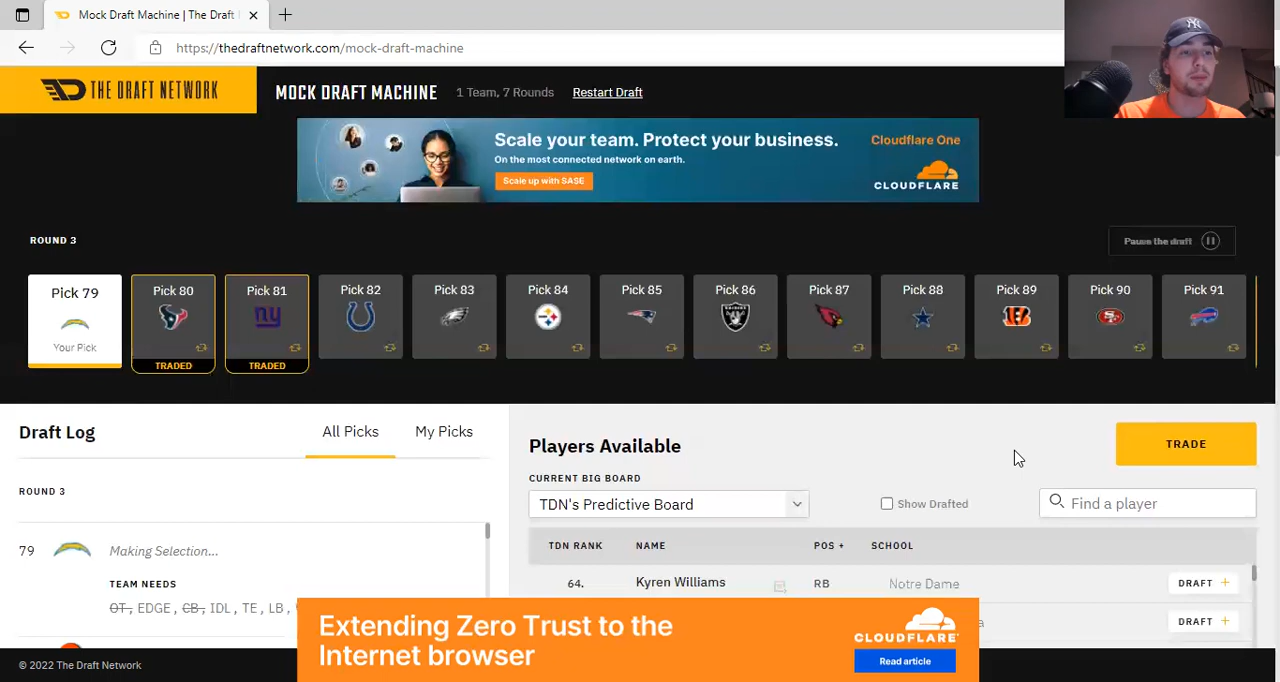 Mock Draft Machine | The Draft
https://thedraftnetwork.com/mock-draft-machine
THE DRAFT NETWORK
MOCK DRAFT MACHINE
1 Team, 7 Rounds
Restart Draft
Scale your team. Protect your business.
On the most connected network on earth.
Scale up with SASE
Cloudflare One
CLOUDFLARE
ROUND 3
Pause the draft
Pick 79
Your Pick
Pick 80
TRADED
Pick 81
ny
TRADED
Pick 82
Pick 83
Pick 84
Pick 85
Pick 86
Pick 87
Pick 88
Pick 89
Pick 90
Pick 91
Draft Log
All Picks
My Picks
ROUND 3
79
Making Selection...
TEAM NEEDS
OT, EDGE, CB, IDL, TE, LB,
Players Available
TRADE
CURRENT BIG BOARD
TDN's Predictive Board
Show Drafted
Find a player
TDN RANK NAME POS + SCHOOL
64. Kyren Williams RB Notre Dame DRAFT +
DRAFT +
Extending Zero Trust to the
Internet browser
CLOUDFLARE
Read article
© 2022 The Draft Network